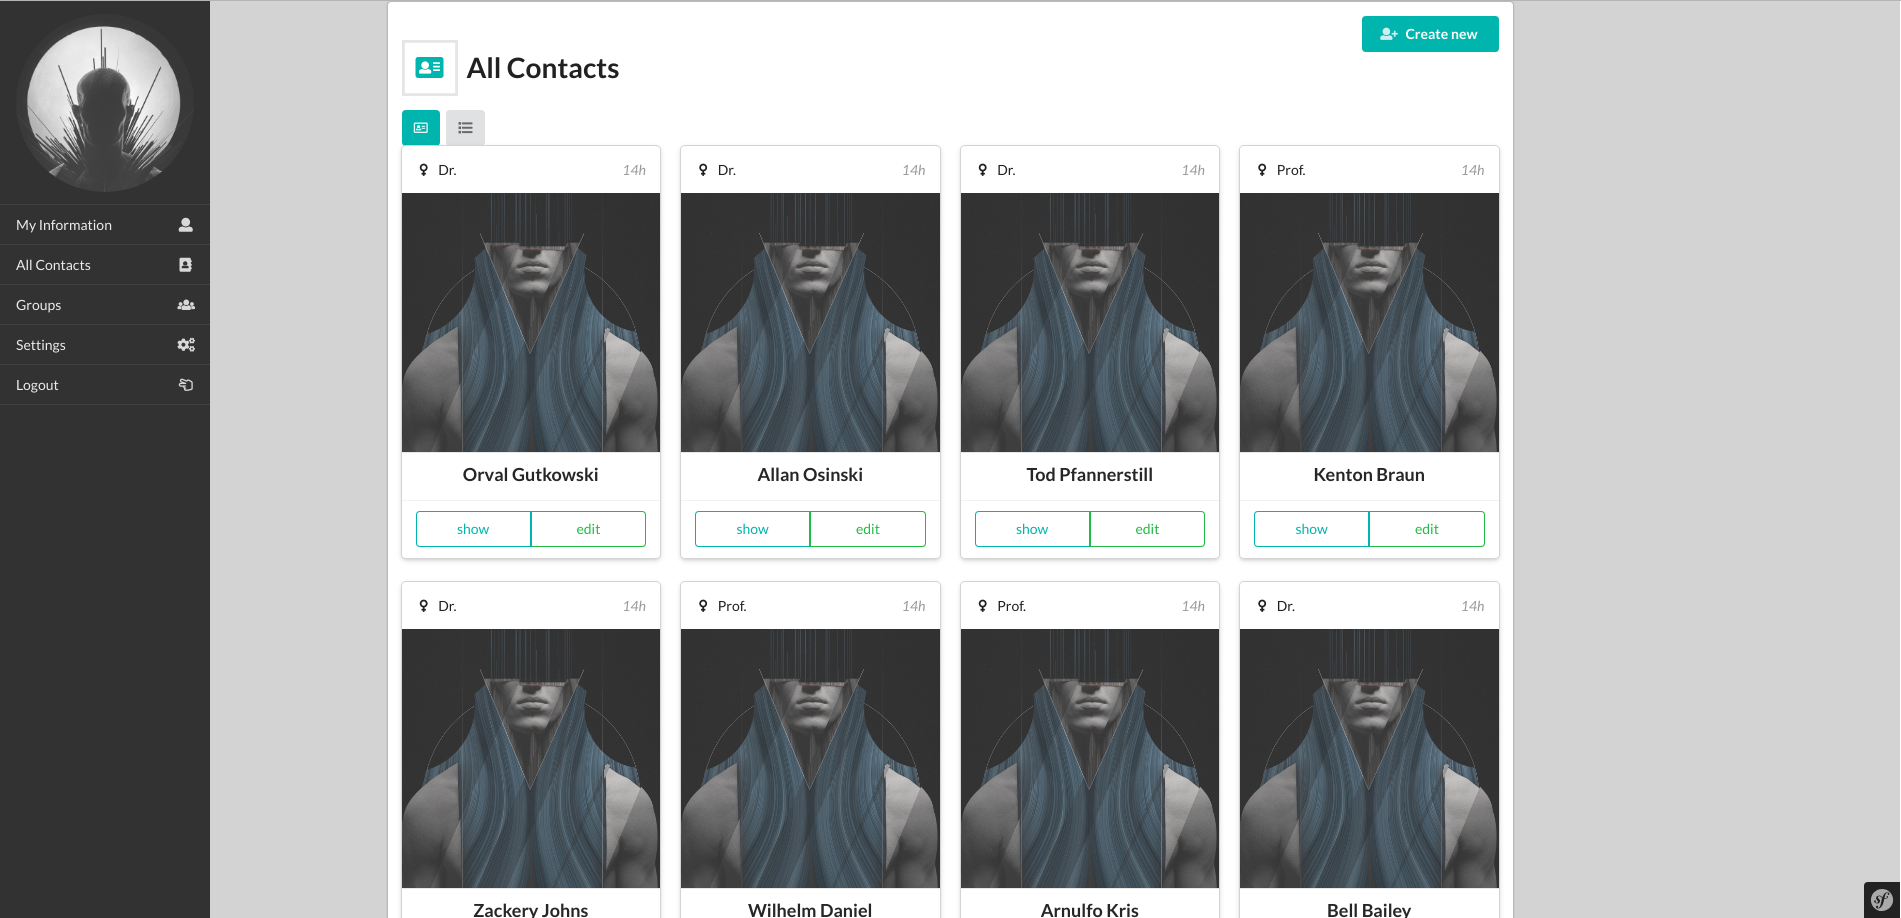 Create new
All Contacts
My Information
All Contacts
Groups
Settings
Logout
Dr. 14h
Dr. 14h
Dr. 14h
Prof. 14h
Orval Gutkowski
Allan Osinski
Tod Pfannerstill
Kenton Braun
show edit
show edit
show edit
show edit
Dr. 14h
Prof. 14h
Prof. 14h
Dr. 14h
Zackery Johns
Wilhelm Daniel
Arnulfo Kris
Bell Bailey
sf